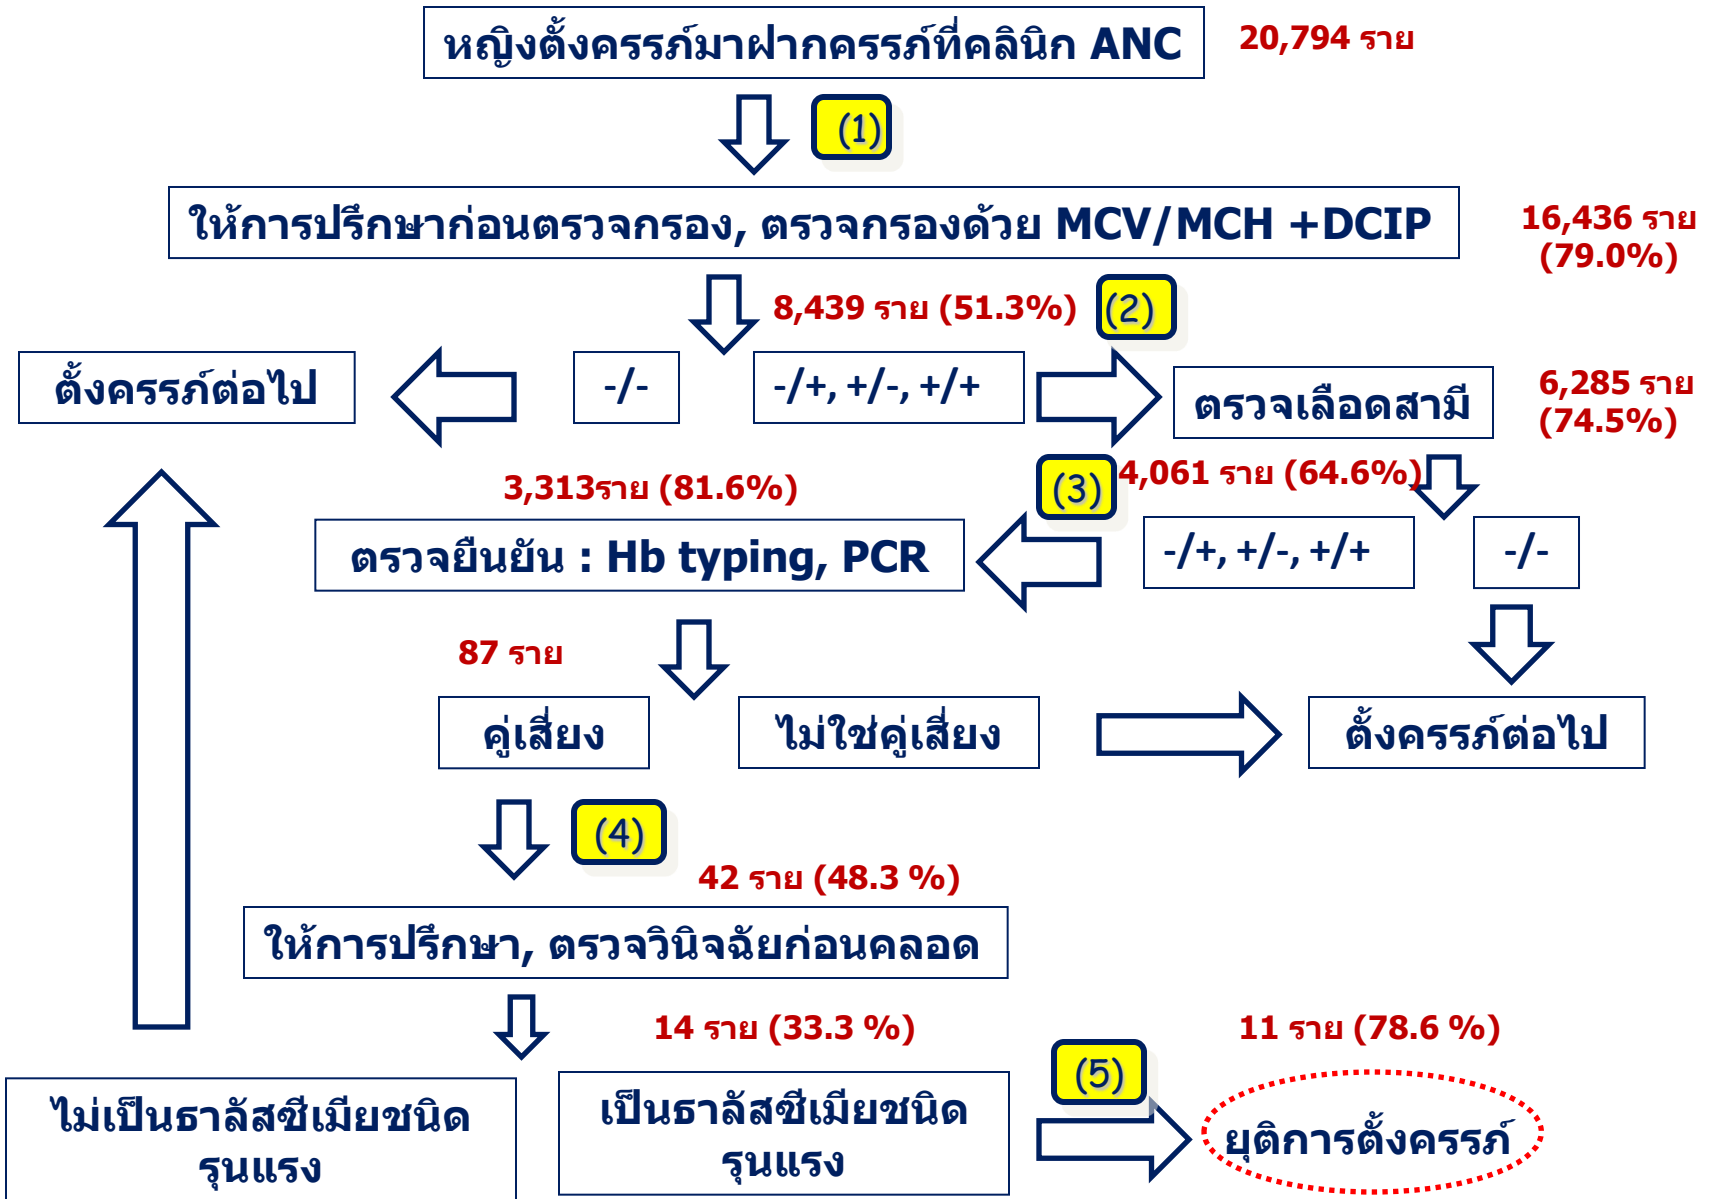 หญิงตั้งครรภ์มาฝากครรภ์ที่คลินิก ANC
20,794 ราย
(1)
ให้การปรึกษาก่อนตรวจกรอง, ตรวจกรองด้วย MCV/MCH +DCIP
16,436 ราย
(79.0%)
8,439 ราย (51.3%)
(2)
ตั้งครรภ์ต่อไป
-/-
-/+, +/-, +/+
ตรวจเลือดสามี
6,285 ราย
(74.5%)
3,313ราย (81.6%)
(3)
4,061 ราย (64.6%)
ตรวจยืนยัน : Hb typing, PCR
-/+, +/-, +/+
-/-
87 ราย
คู่เสี่ยง
ไม่ใช่คู่เสี่ยง
ตั้งครรภ์ต่อไป
(4)
42 ราย (48.3 %)
ให้การปรึกษา, ตรวจวินิจฉัยก่อนคลอด
14 ราย (33.3 %)
11 ราย (78.6 %)
(5)
ไม่เป็นธาลัสซีเมียชนิด
รุนแรง
เป็นธาลัสซีเมียชนิด
รุนแรง
ยุติการตั้งครรภ์